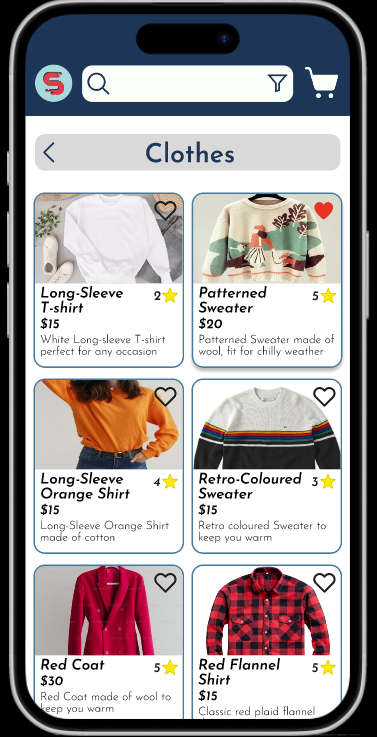 S
Clothes
Long-Sleeve 2
T-shirt
$15
White Long-sleeve T-shirt
perfect for any occasion
Patterned 5
Sweater
$20
Patterned Sweater made of
wool, fit for chilly weather
Long-Sleeve 4
Orange Shirt
$15
Long-Sleeve Orange Shirt
made of cotton
Retro-Coloured 3
Sweater
$15
Retro coloured Sweater to
keep you warm
Red Coat 5
$30
Red Coat made of wool to
keep you warm
Red Flannel 5
Shirt
$15
Classic red plaid flannel